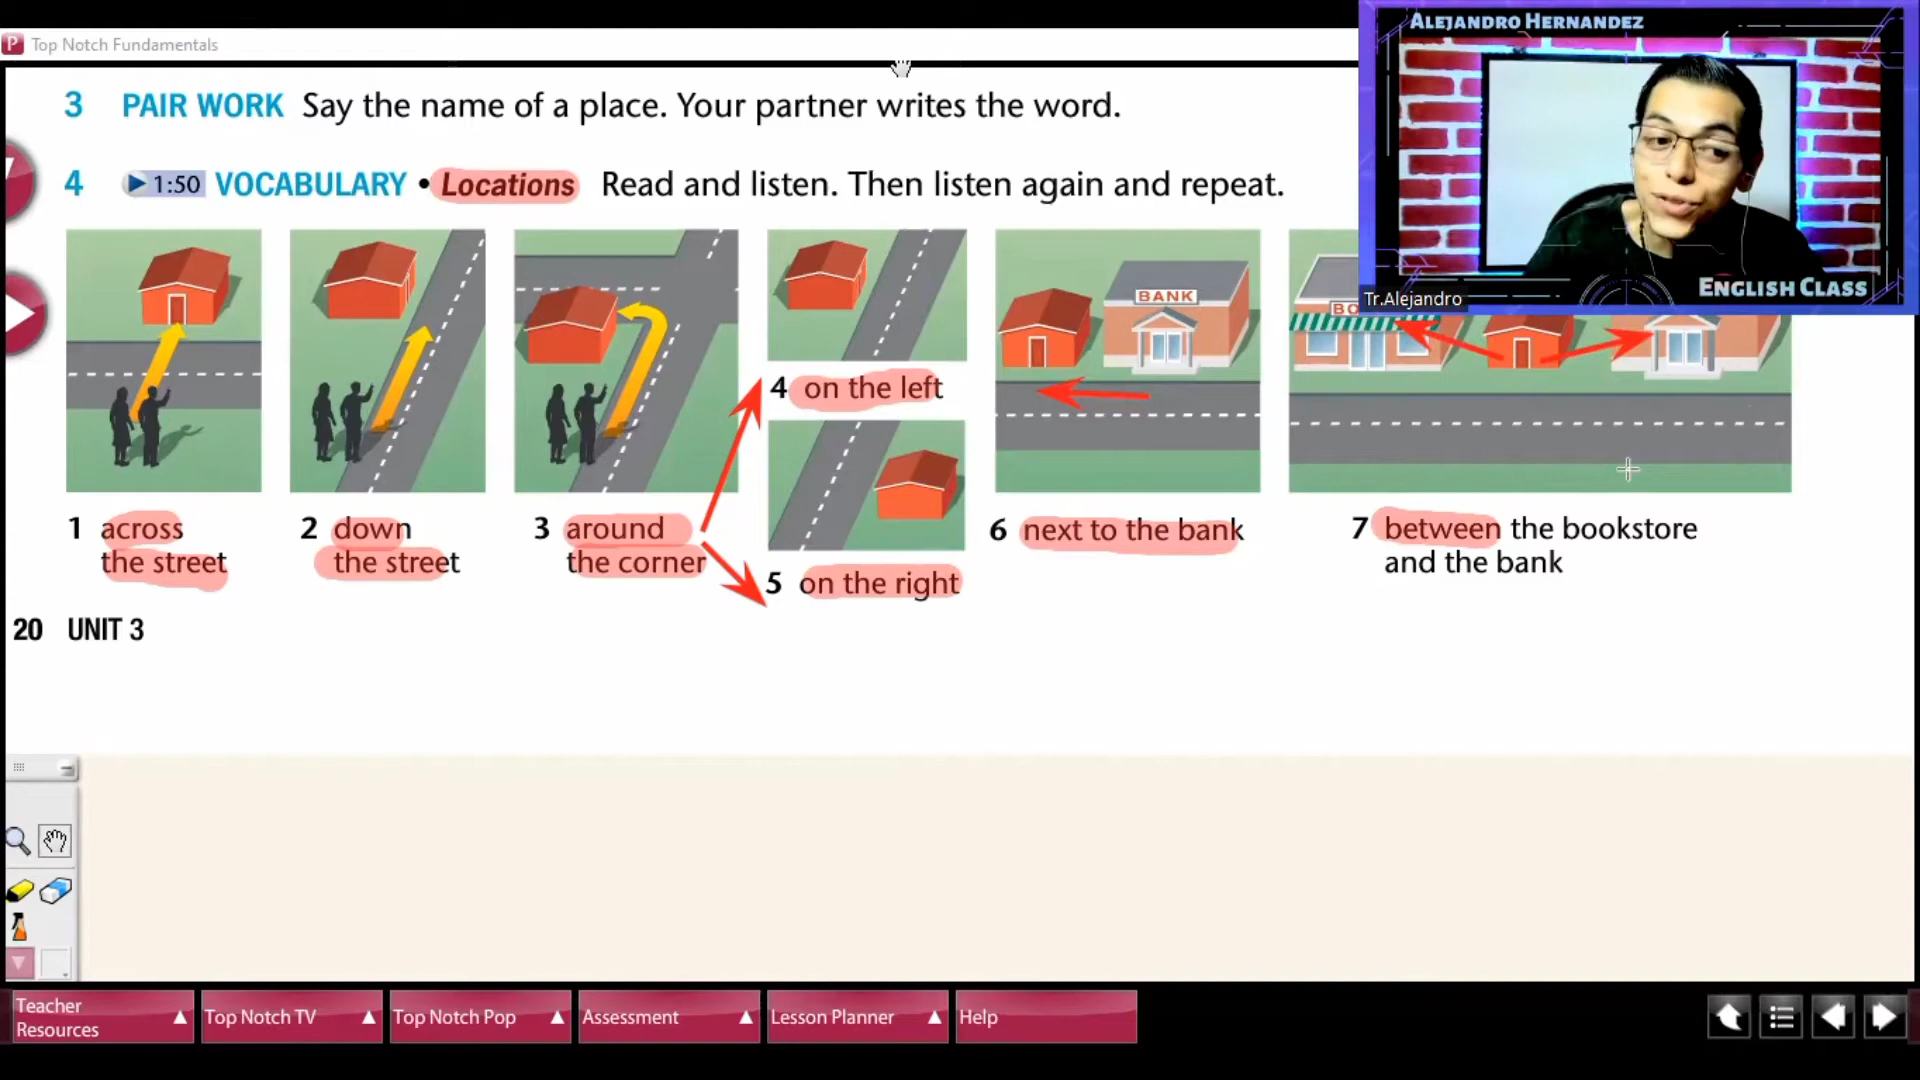 Top Notch Fundamentals
ALEJANDRO HERNANDEZ
3 PAIR WORK Say the name of a place. Your partner writes the word.
4 1:50 VOCABULARY • Locations Read and listen. Then listen again and repeat.
BANK
BO
Tr.Alejandro
ENGLISH CLASS
1 across
the street
2 down
the street
3 around
the corner
4 on the left
5 on the right
6 next to the bank
7 between the bookstore
and the bank
20 UNIT 3
Teacher
Resources
Top Notch TV
Top Notch Pop
Assessment
Lesson Planner
Help